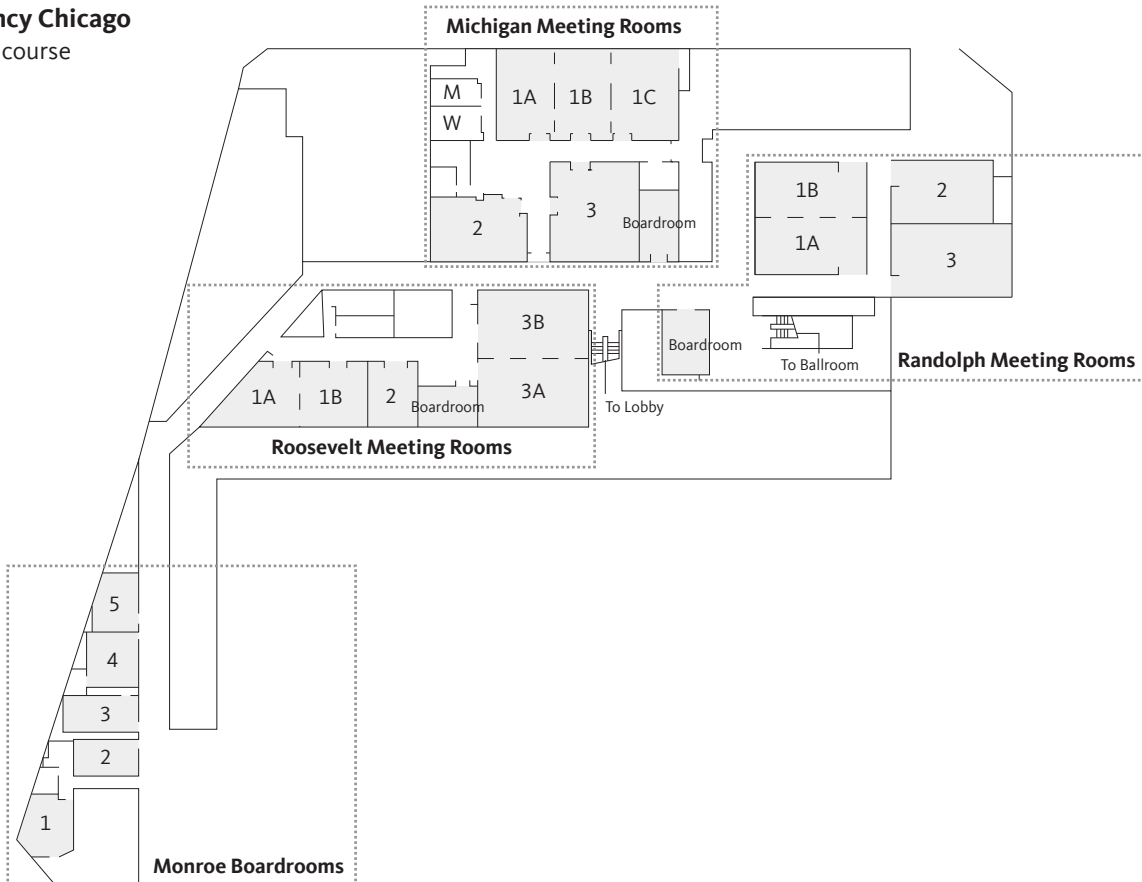 ncy Chicago
course
Michigan Meeting Rooms
M
W
1A
1B
1C
2
3
Boardroom
1B
1A
2
3
Boardroom
To Ballroom
Randolph Meeting Rooms
3B
3A
1A
1B
2
Boardroom
To Lobby
Roosevelt Meeting Rooms
5
4
3
2
1
Monroe Boardrooms